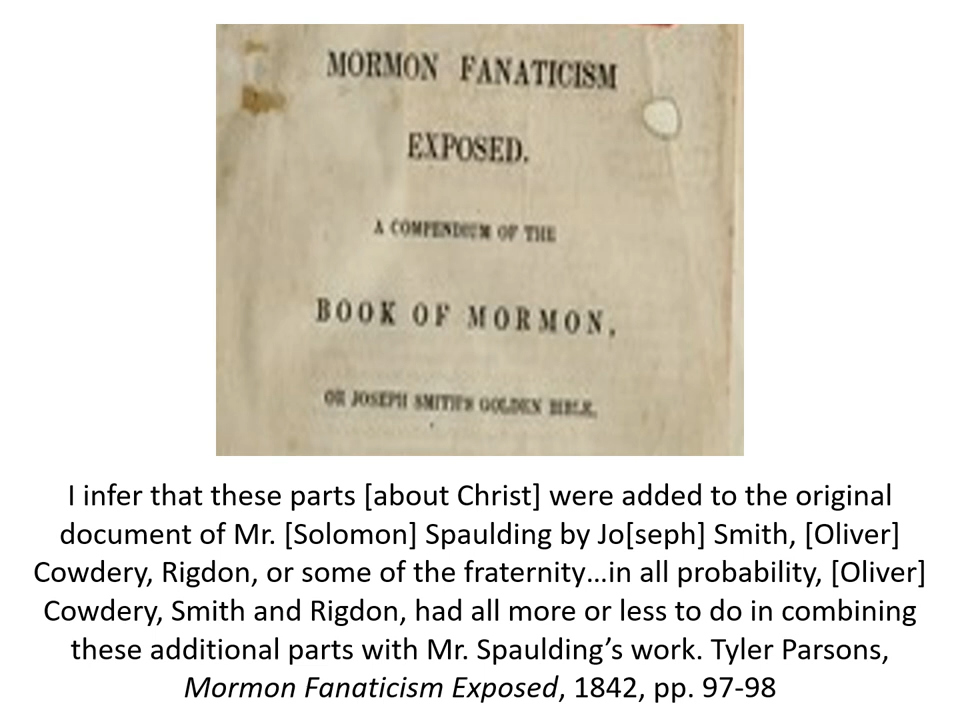 MORMON FANATICISM
EXPOSED.
A COMPENDIUM OF THE
BOOK OF MORMON,
OR JOSEPH SMITH'S GOLDEN BIBLE.
I infer that these parts [about Christ] were added to the original
document of Mr. [Solomon] Spaulding by Jo[seph] Smith, [Oliver]
Cowdery, Rigdon, or some of the fraternity…in all probability, [Oliver]
Cowdery, Smith and Rigdon, had all more or less to do in combining
these additional parts with Mr. Spaulding’s work. Tyler Parsons,
Mormon Fanaticism Exposed, 1842, pp. 97-98